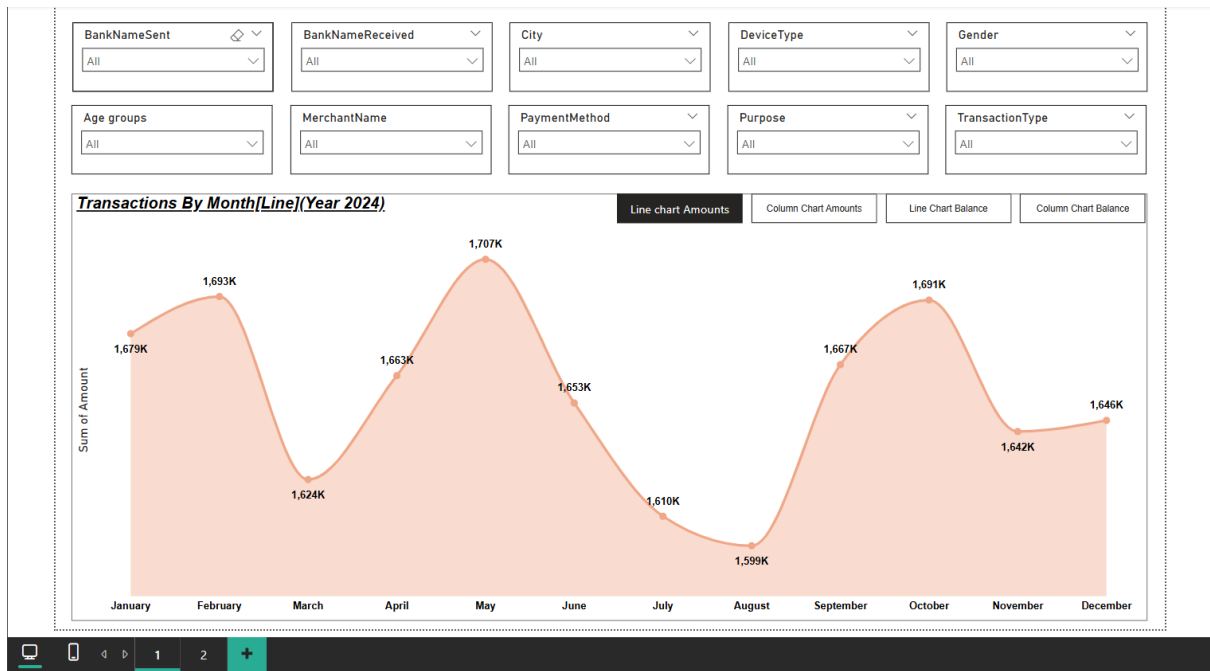 BankNameSent
BankNameReceived
City
DeviceType
Gender
All
All
All
All
All
Age groups
MerchantName
PaymentMethod
Purpose
TransactionType
All
All
All
All
All
Transactions By Month[Line](Year 2024)
Line chart Amounts
Column Chart Amounts
Line Chart Balance
Column Chart Balance
Sum of Amount
1,679K
1,693K
1,624K
1,663K
1,707K
1,653K
1,610K
1,599K
1,667K
1,691K
1,642K
1,646K
January
February
March
April
May
June
July
August
September
October
November
December
1
2